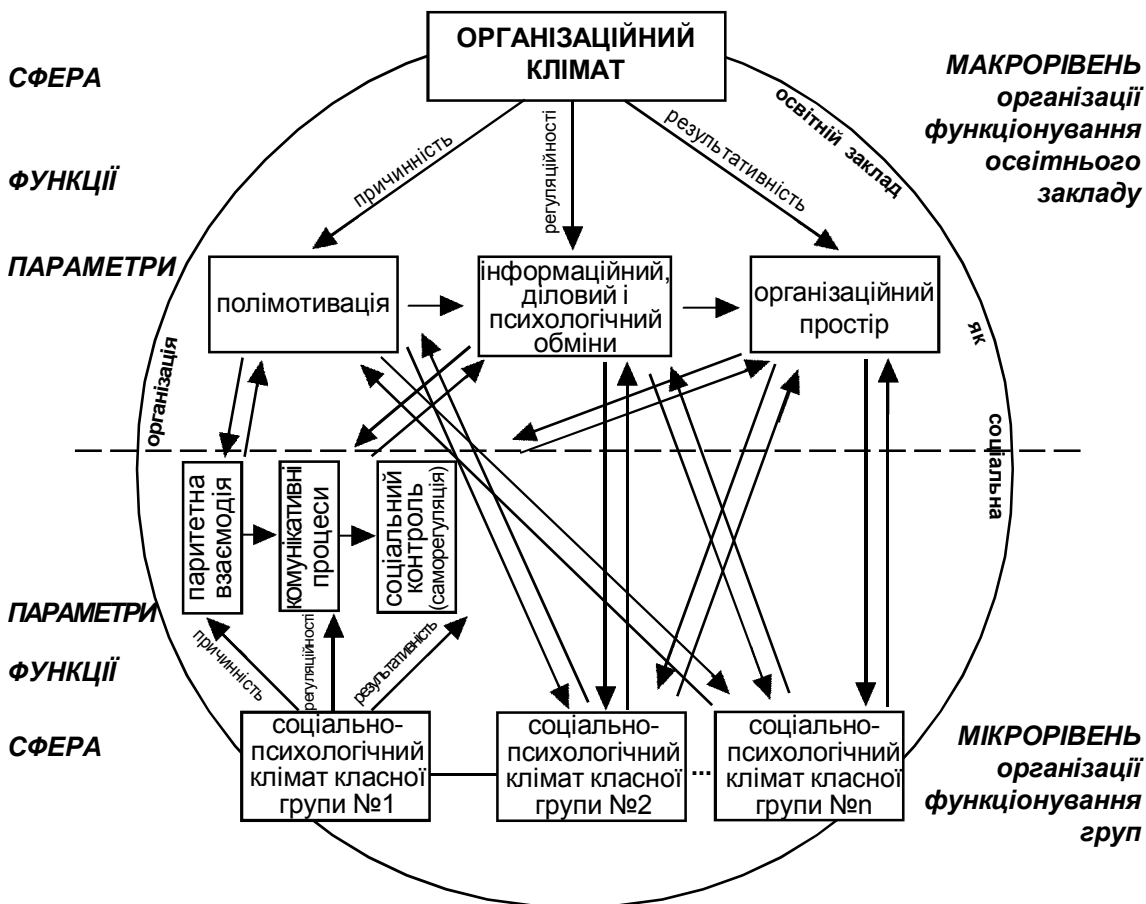 ОРГАНІЗАЦІЙНИЙ
КЛІМАТ
СФЕРА
МАКРОРІВЕНЬ
організації
функціонування
освітнього
закладу
освітній заклад
як
соціальна
організація
ФУНКЦІЇ
причинність
регуляційності
результативність
ПАРАМЕТРИ
полімотивація
інформаційний,
діловий і
психологічний
обміни
організаційний
простір
паритетна
взаємодія
комунікативні
процеси
соціальний
контроль
(саморегуляція)
ПАРАМЕТРИ
ФУНКЦІЇ
причинність
регуляційності
результативність
СФЕРА
соціально-
психологічний
клімат класної
групи №1
соціально-
психологічний
клімат класної
групи №2
...
соціально-
психологічний
клімат класної
групи №n
МІКРОРІВЕНЬ
організації
функціонування
груп